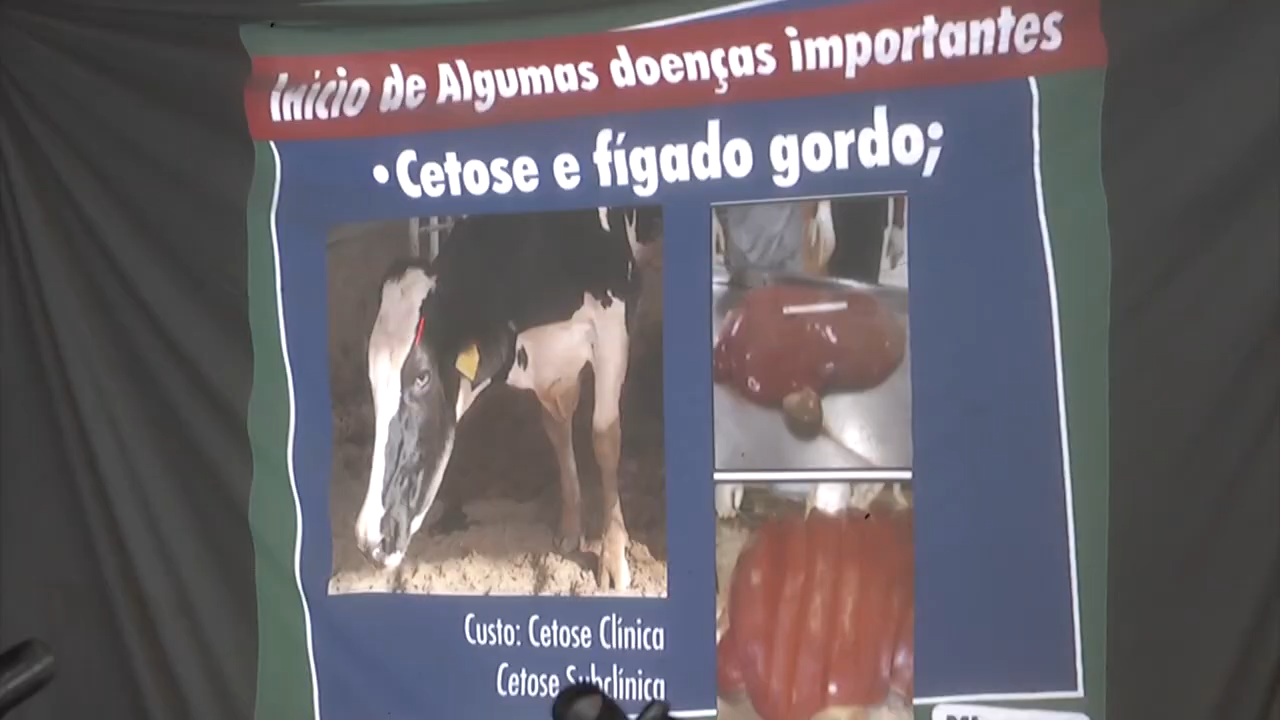 Início de Algumas doenças importantes
• Cetose e fígado gordo;
Custo: Cetose Clínica
Cetose Subclínica